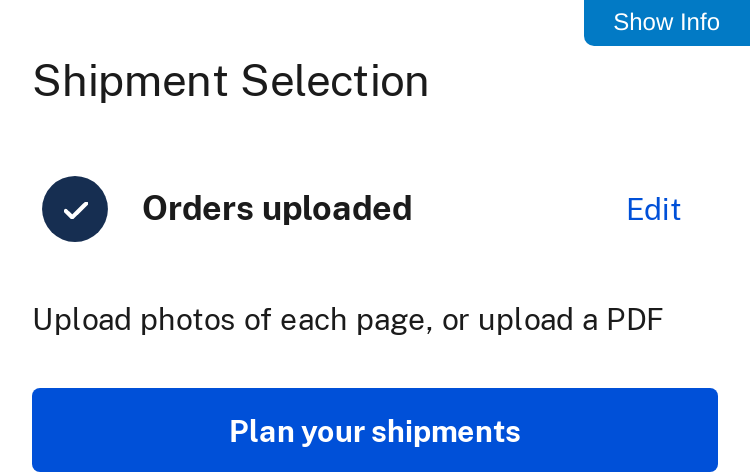 Show Info
Shipment Selection
Orders uploaded
Edit
Upload photos of each page, or upload a PDF
Plan your shipments